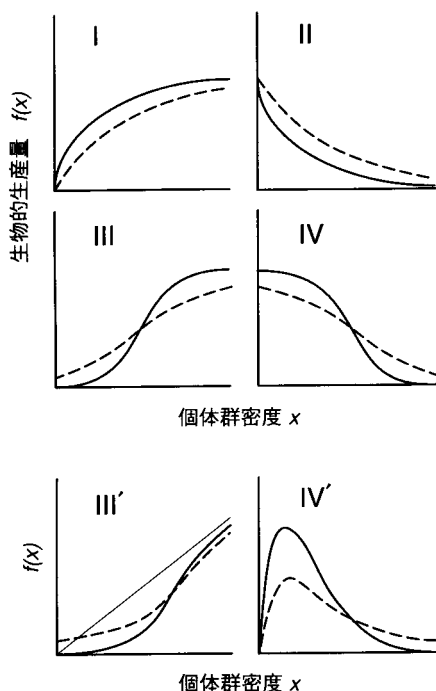 I
II
生物的生産量 f(x)
III
IV
個体群密度 x
III′
IV′
f(x)
個体群密度 x